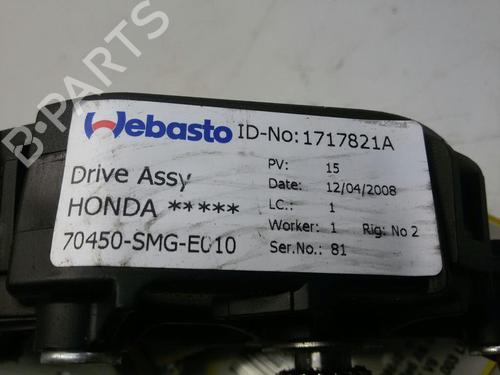 B-PARTS
Webasto ID-No:1717821A
Drive Assy
HONDA *****
70450-SMG-E010
PV: 15
Date: 12/04/2008
LC.: 1
Worker: 1 Rig: No 2
Ser.No.: 81